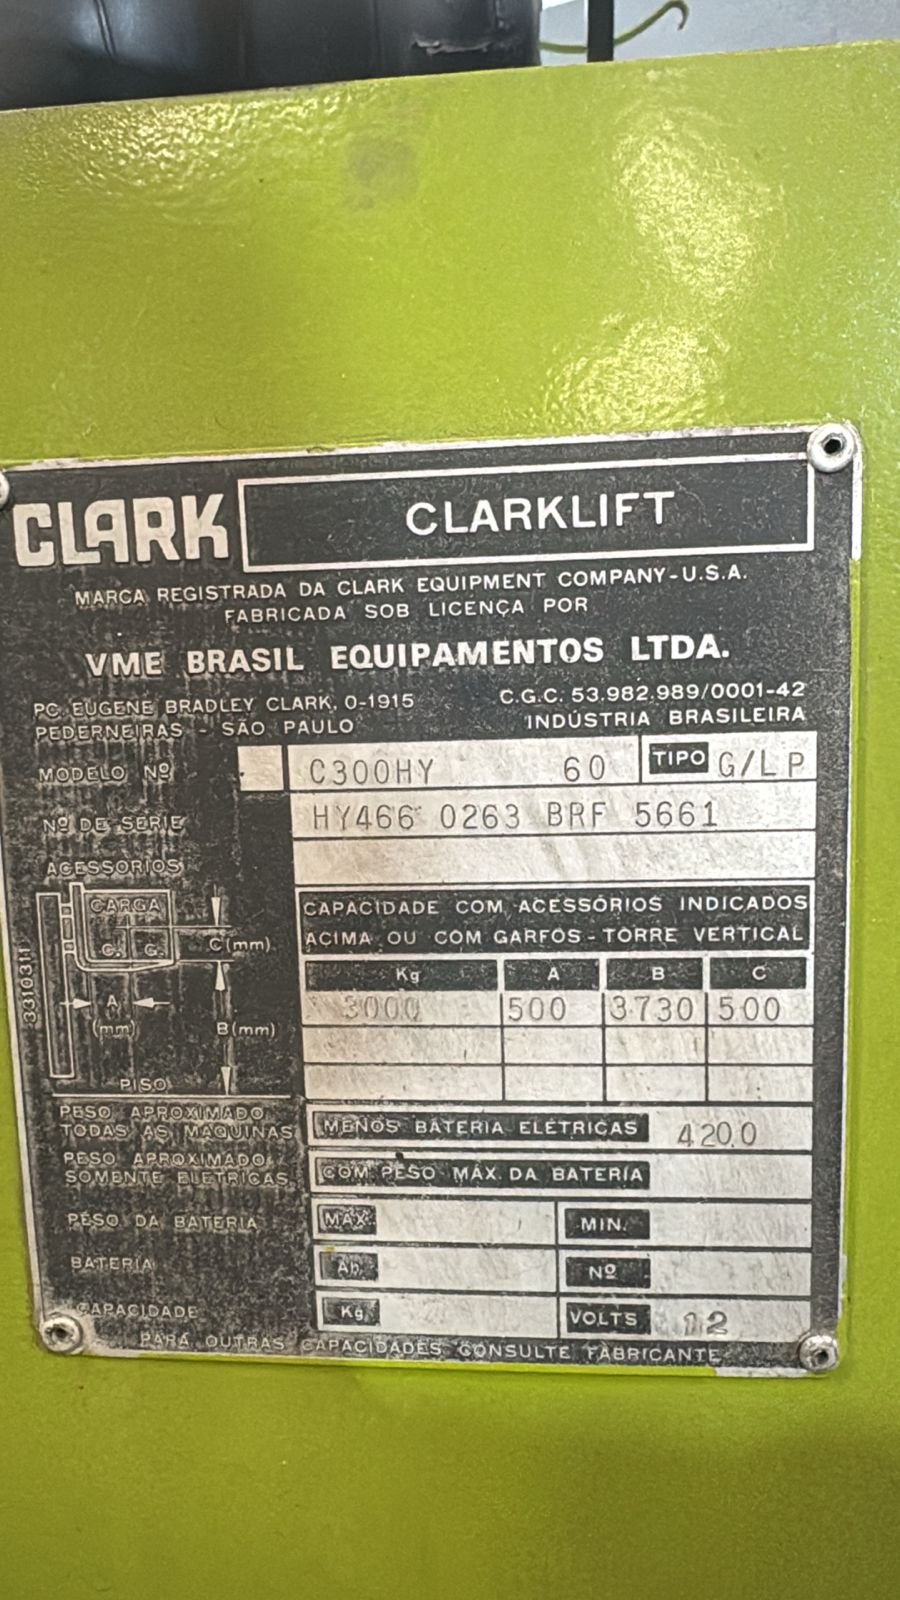 CLARK CLARKLIFT
MARCA REGISTRADA DA CLARK EQUIPMENT COMPANY-U.S.A.
FABRICADA SOB LICENÇA POR
VME BRASIL EQUIPAMENTOS LTDA.
PÇ. EUGENE BRADLEY CLARK, 0-1915 C.G.C. 53.982.989/0001-42
PEDERNEIRAS - SÃO PAULO INDÚSTRIA BRASILEIRA
MODELO Nº C300HY 60 TIPO G/LP
Nº DE SÉRIE HY466 0263 BRF 5661
ACESSÓRIOS
CARGA
C. G.
C (mm)
A
(mm)
B (mm)
PISO
3310311
CAPACIDADE COM ACESSÓRIOS INDICADOS
ACIMA OU COM GARFOS - TORRE VERTICAL
Kg A B C
3000 500 3730 500
PESO APROXIMADO
TODAS AS MÁQUINAS MENOS BATERIA ELÉTRICAS 4200
PESO APROXIMADO
SOMENTE ELÉTRICAS COM PESO MÁX. DA BATERIA
PESO DA BATERIA MÁX. MIN.
BATERIA Ah. Nº
CAPACIDADE Kg. VOLTS 12
PARA OUTRAS CAPACIDADES CONSULTE FABRICANTE